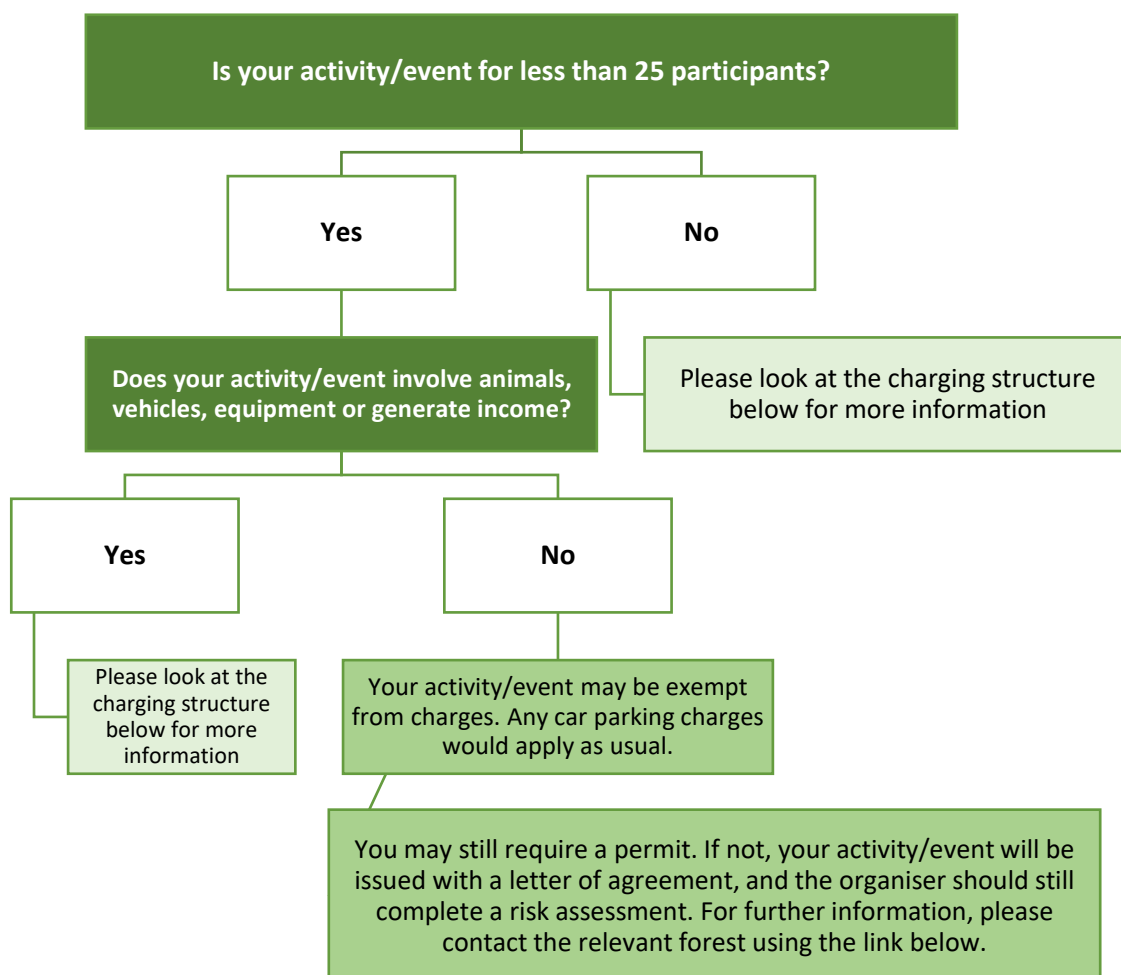 Is your activity/event for less than 25 participants?
Yes
No
Does your activity/event involve animals,
vehicles, equipment or generate income?
Please look at the charging structure
below for more information
Yes
No
Please look at the
charging structure
below for more
information
Your activity/event may be exempt
from charges. Any car parking charges
would apply as usual.
You may still require a permit. If not, your activity/event will be
issued with a letter of agreement, and the organiser should still
complete a risk assessment. For further information, please
contact the relevant forest using the link below.